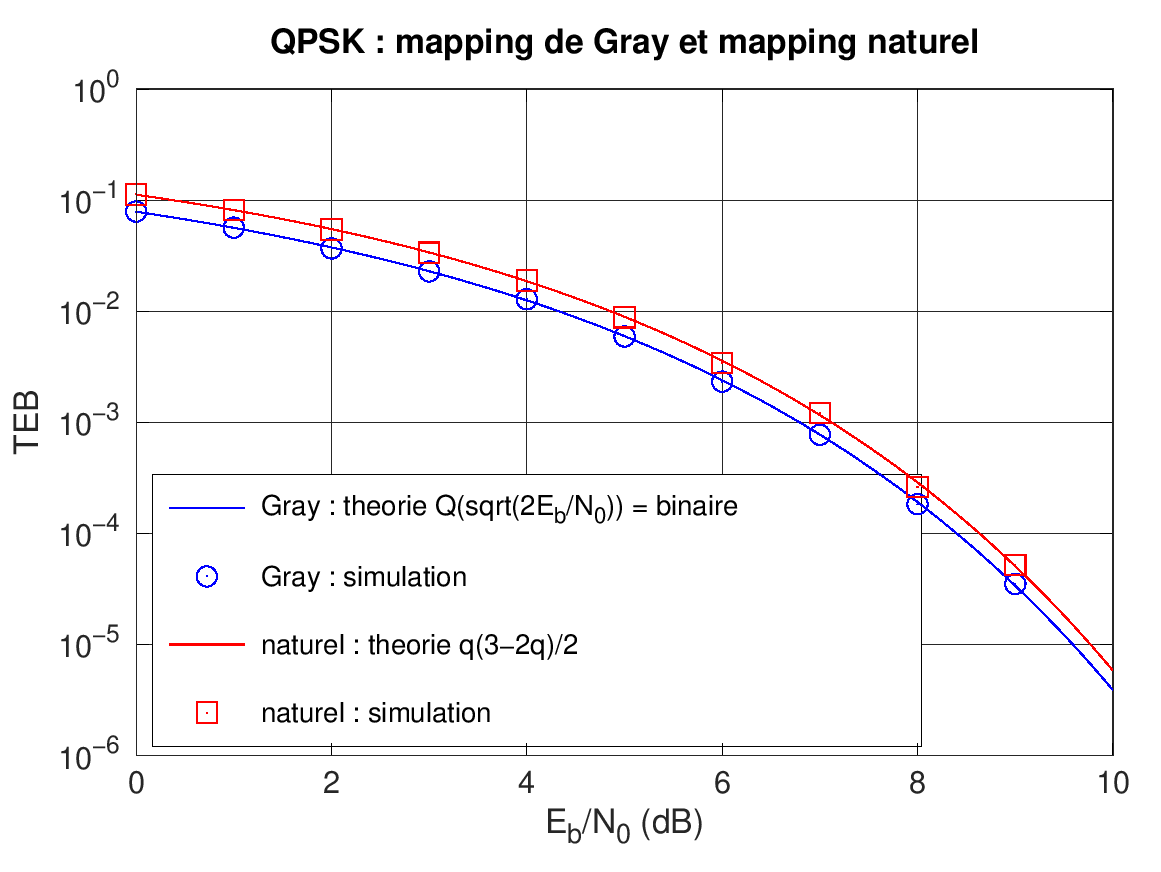 QPSK : mapping de Gray et mapping naturel
10^0
10^−1
10^−2
10^−3
10^−4
10^−5
10^−6
TEB
Gray : theorie Q(sqrt(2E_b/N_0)) = binaire
Gray : simulation
naturel : theorie q(3−2q)/2
naturel : simulation
0 2 4 6 8 10
E_b/N_0 (dB)